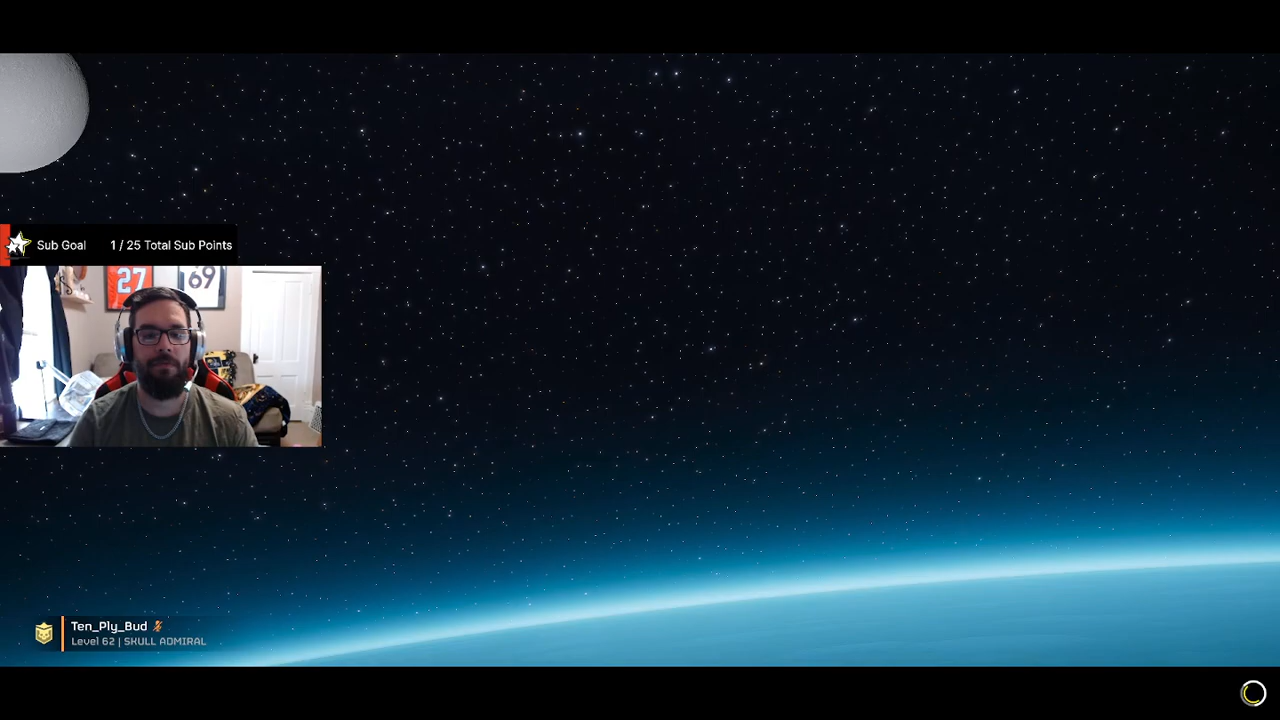 Sub Goal 1 / 25 Total Sub Points
27
69
Ten_Ply_Bud
Level 62 | SKULL ADMIRAL